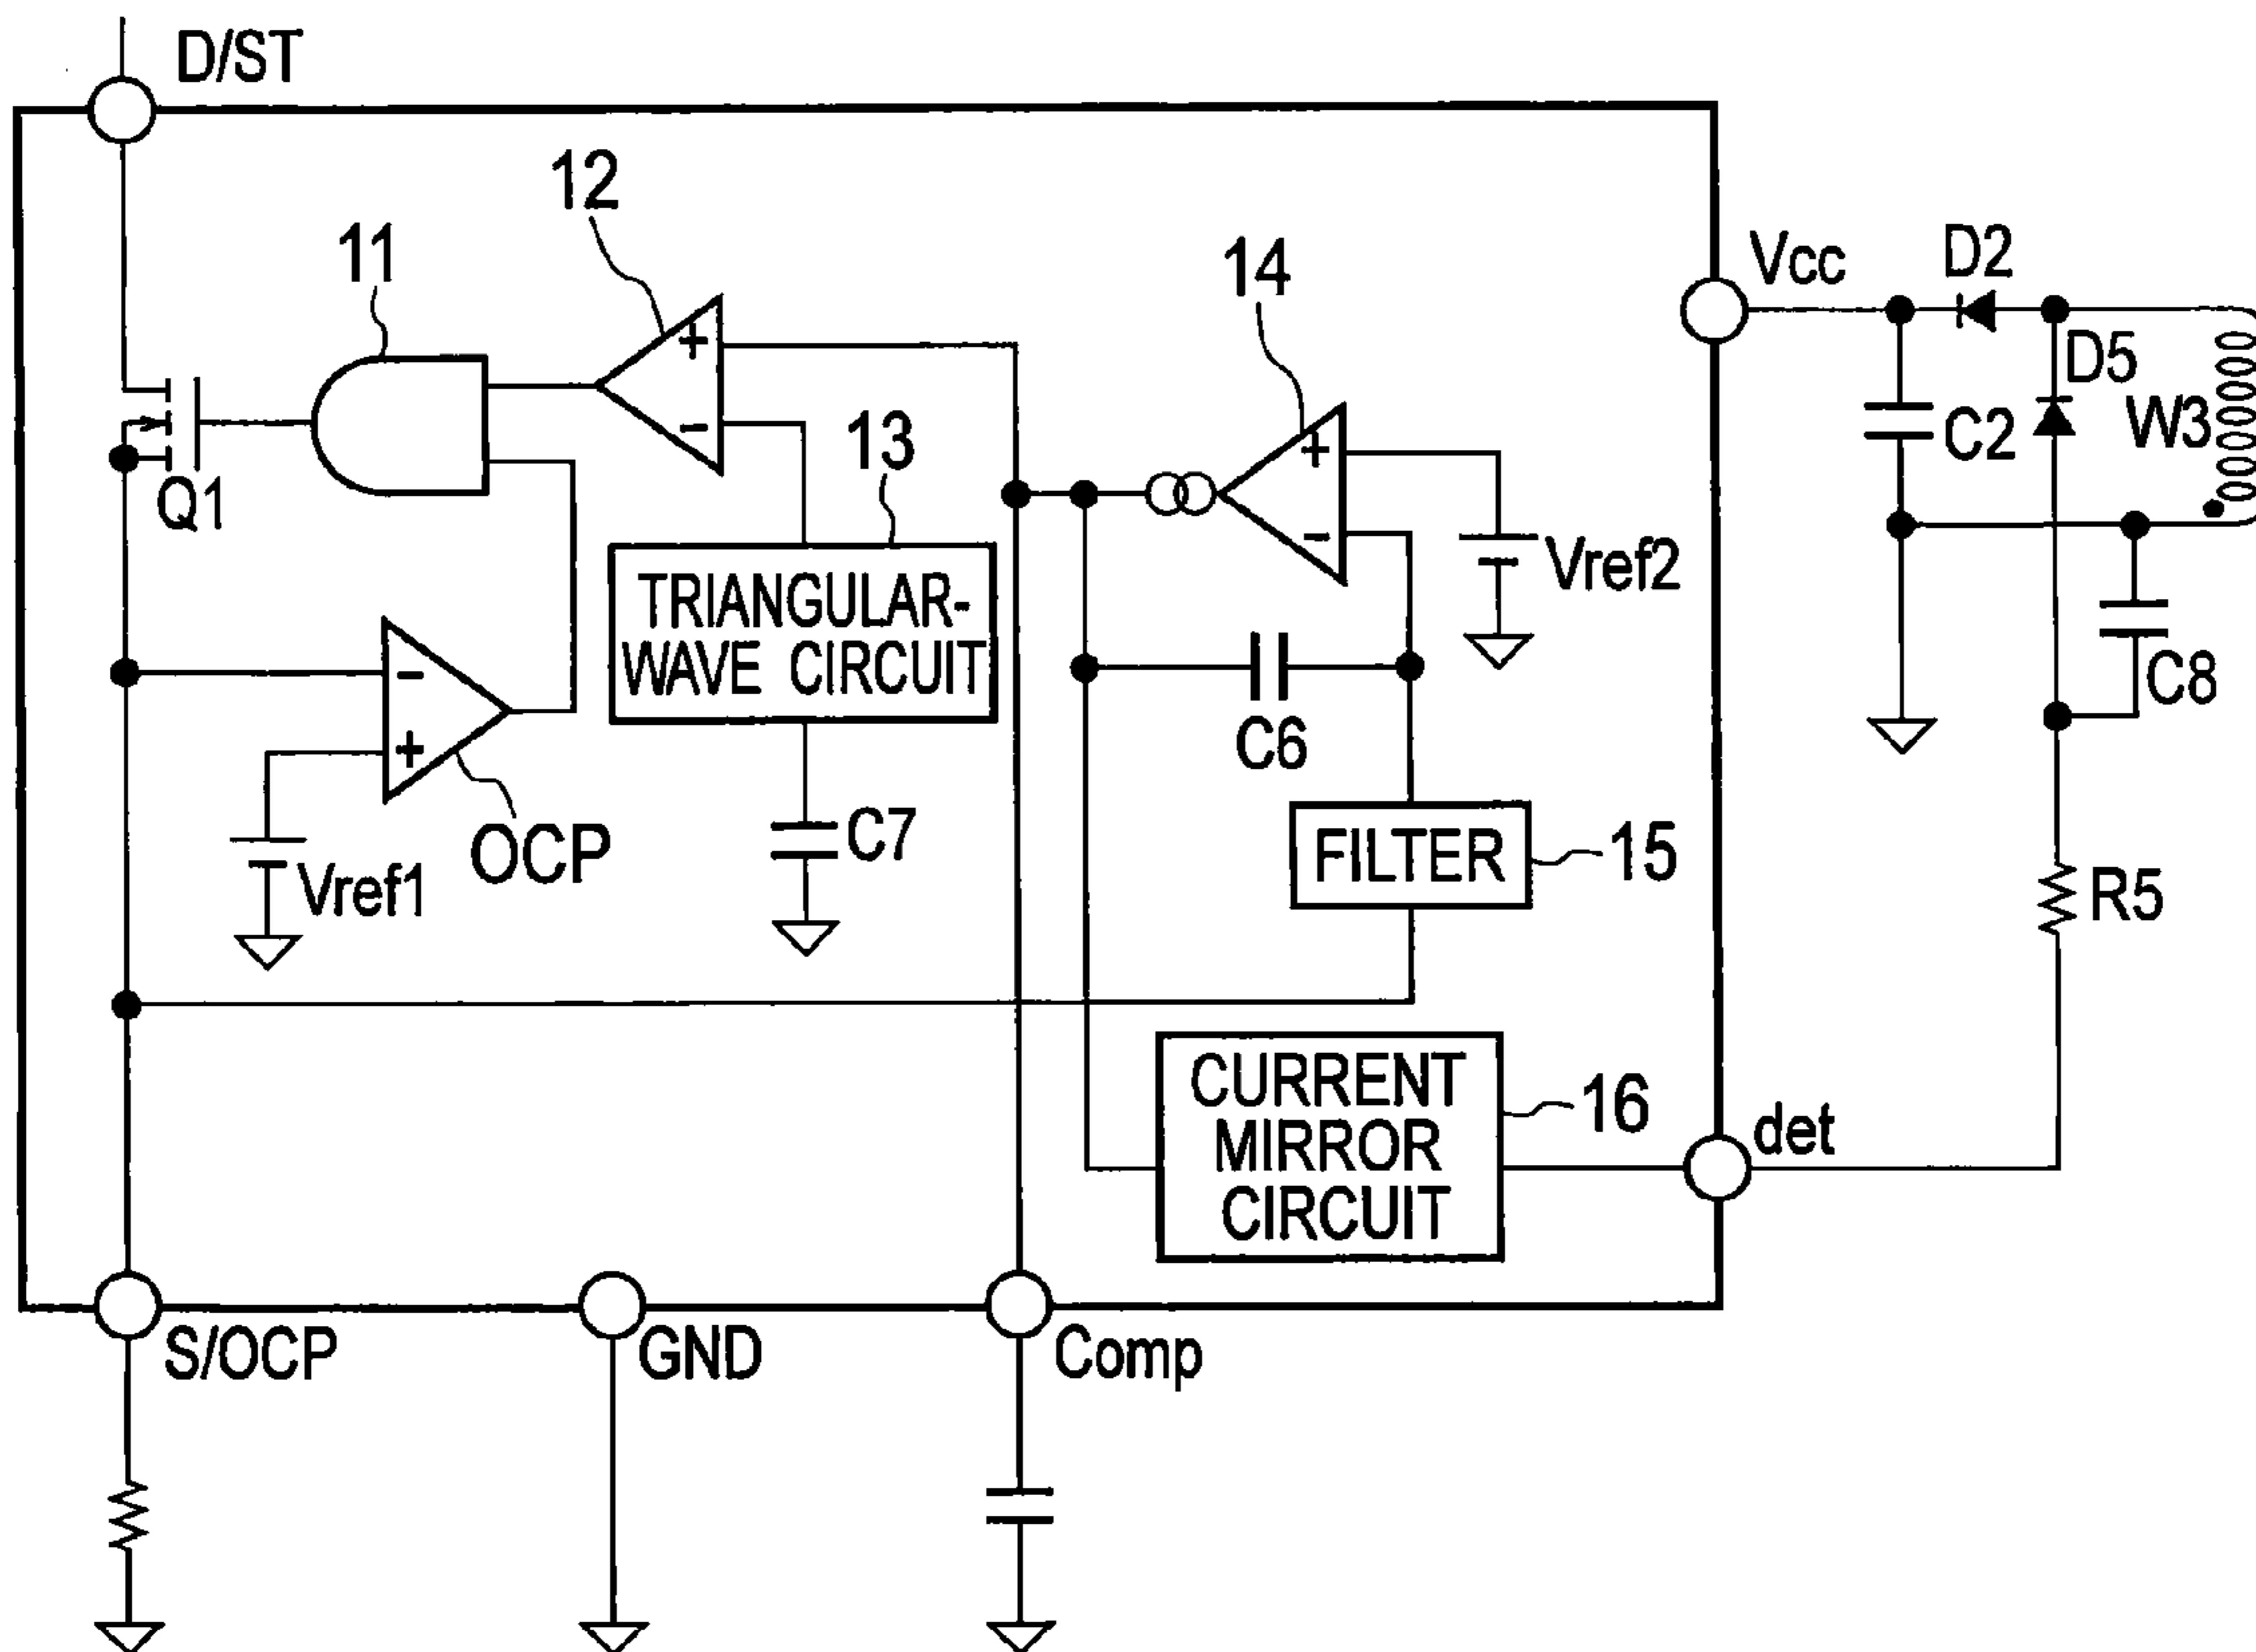 D/ST
12
11
14
Vcc
D2
+
D5
-
+
13
C2
W3
Q1
-
Vref2
TRIANGULAR-
WAVE CIRCUIT
-
C8
+
C6
C7
OCP
FILTER
15
Vref1
R5
CURRENT
MIRROR
CIRCUIT
16
det
S/OCP
GND
Comp